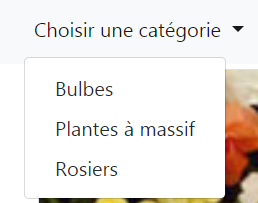 Choisir une catégorie
Bulbes
Plantes à massif
Rosiers